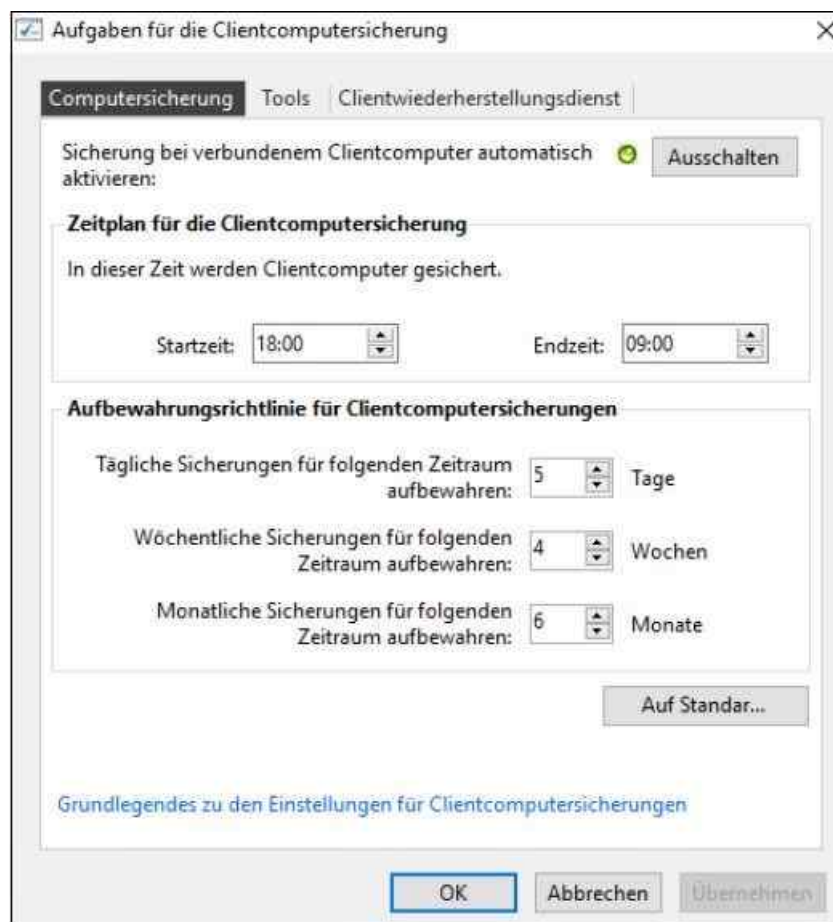 Aufgaben für die Clientcomputersicherung
Computersicherung Tools Clientwiederherstellungsdienst
Sicherung bei verbundenem Clientcomputer automatisch
aktivieren:
Ausschalten
Zeitplan für die Clientcomputersicherung
In dieser Zeit werden Clientcomputer gesichert.
Startzeit: 18:00 Endzeit: 09:00
Aufbewahrungsrichtlinie für Clientcomputersicherungen
Tägliche Sicherungen für folgenden Zeitraum
aufbewahren: 5 Tage
Wöchentliche Sicherungen für folgenden
Zeitraum aufbewahren: 4 Wochen
Monatliche Sicherungen für folgenden
Zeitraum aufbewahren: 6 Monate
Auf Standar...
Grundlegendes zu den Einstellungen für Clientcomputersicherungen
OK Abbrechen Übernehmen